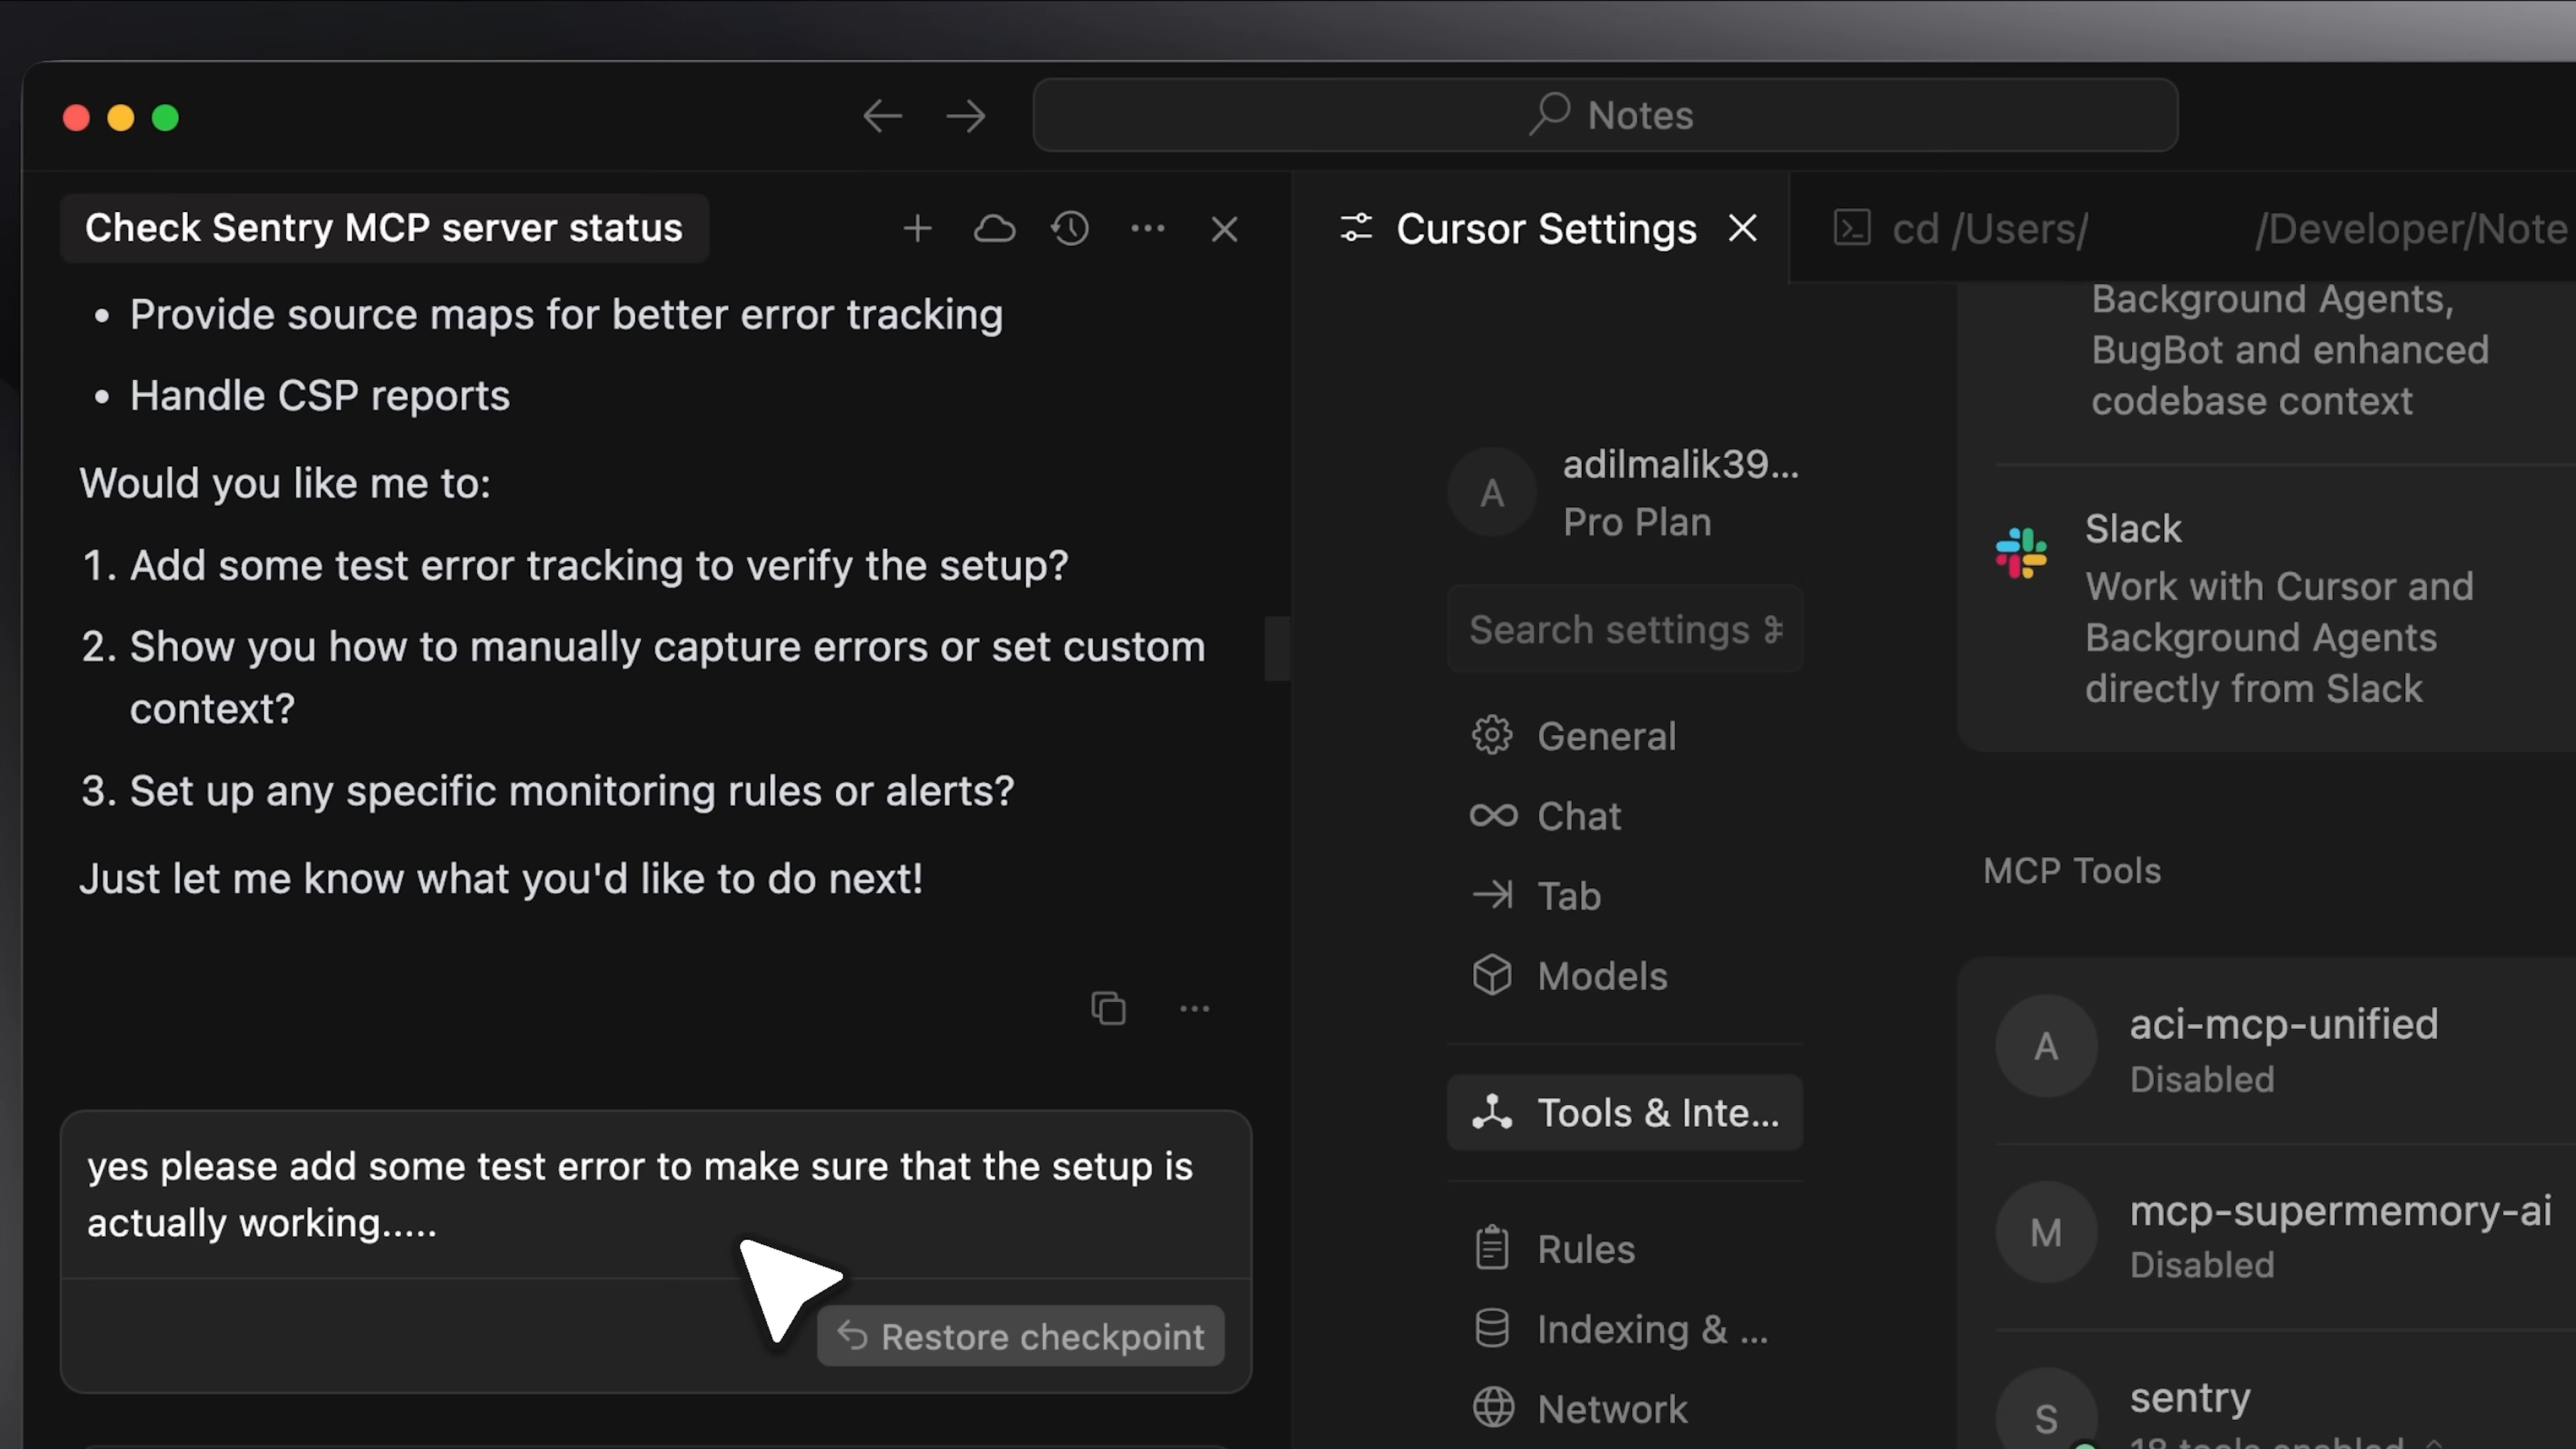 Notes
Check Sentry MCP server status
• Provide source maps for better error tracking
• Handle CSP reports
Would you like me to:
1. Add some test error tracking to verify the setup?
2. Show you how to manually capture errors or set custom
context?
3. Set up any specific monitoring rules or alerts?
Just let me know what you'd like to do next!
yes please add some test error to make sure that the setup is
actually working.....
Restore checkpoint
Cursor Settings
cd /Users/ /Developer/Note
A
adilmalik39...
Pro Plan
Search settings ⌘
General
Chat
Tab
Models
Tools & Inte...
Rules
Indexing & ...
Network
Background Agents,
BugBot and enhanced
codebase context
Slack
Work with Cursor and
Background Agents
directly from Slack
MCP Tools
A
aci-mcp-unified
Disabled
M
mcp-supermemory-ai
Disabled
S
sentry
18 tools enabled